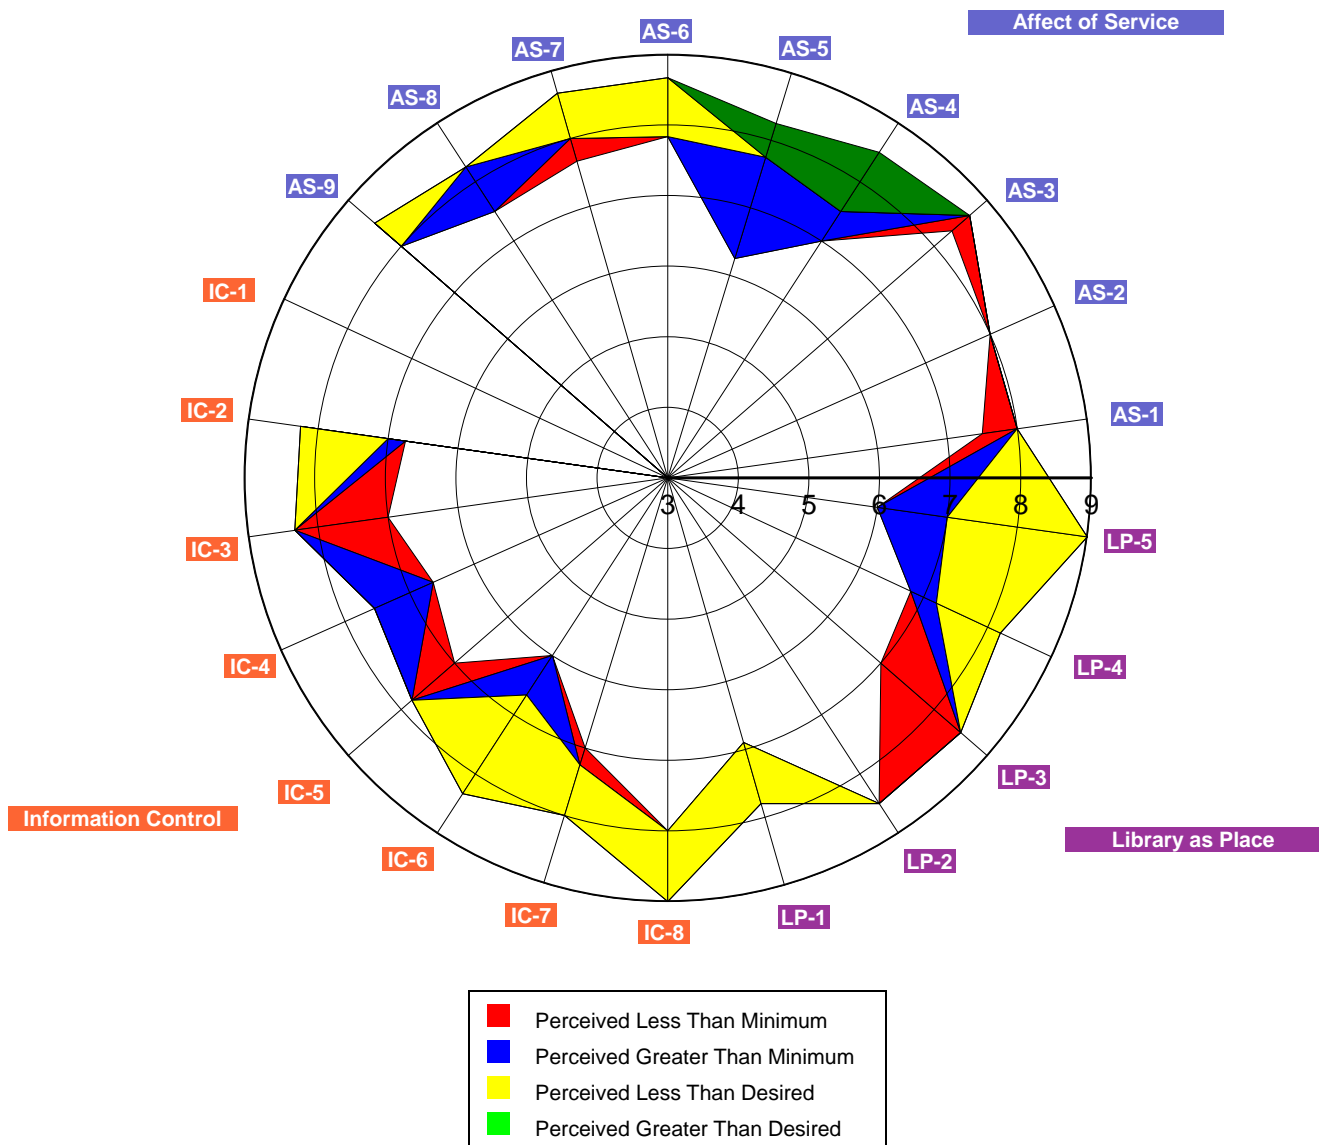 Affect of Service
AS-6
AS-5
AS-7
AS-4
AS-8
AS-3
AS-9
AS-2
IC-1
AS-1
IC-2
3 4 5 6 7 8 9
LP-5
IC-3
LP-4
IC-4
LP-3
IC-5
Information Control
Library as Place
IC-6
LP-2
IC-7
LP-1
IC-8
Perceived Less Than Minimum
Perceived Greater Than Minimum
Perceived Less Than Desired
Perceived Greater Than Desired